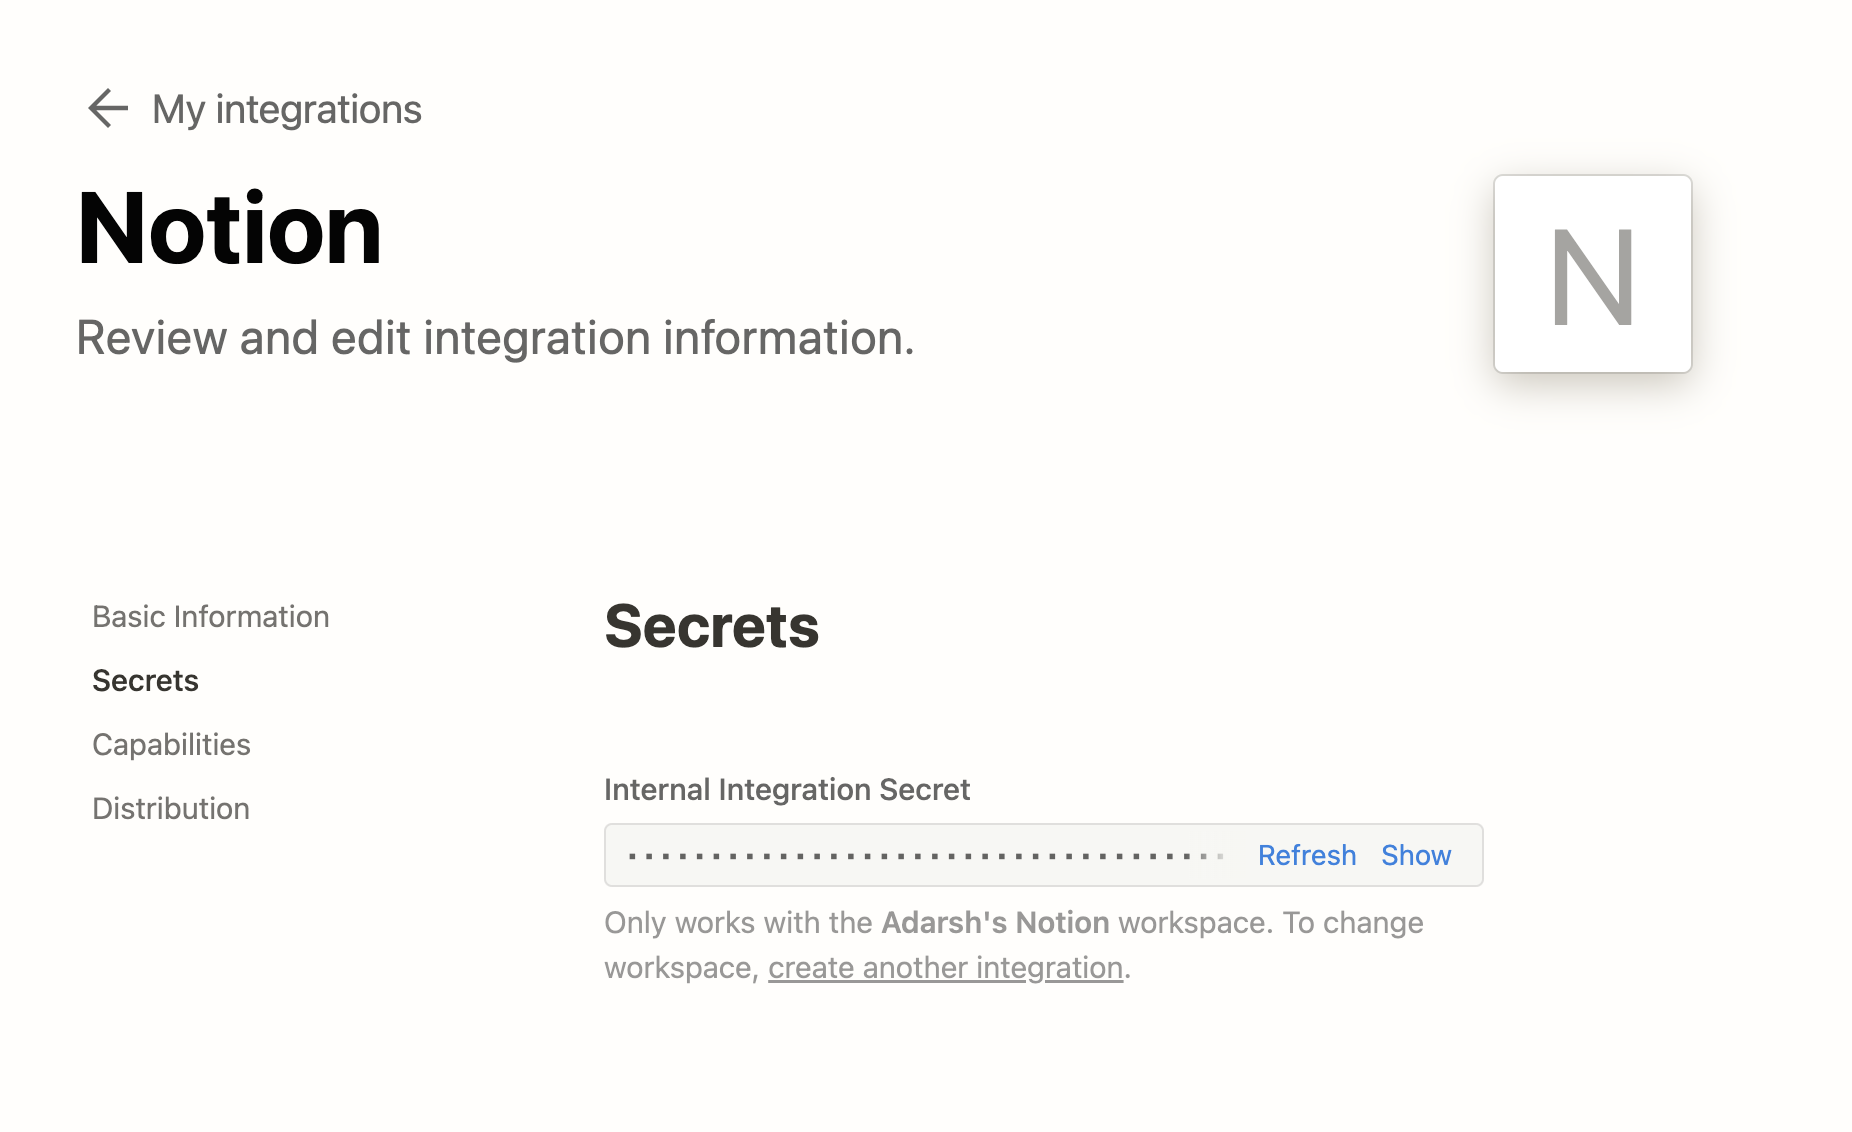 ← My integrations
Notion
N
Review and edit integration information.
Basic Information
Secrets
Capabilities
Distribution
Secrets
Internal Integration Secret
Refresh Show
Only works with the Adarsh's Notion workspace. To change
workspace, create another integration.